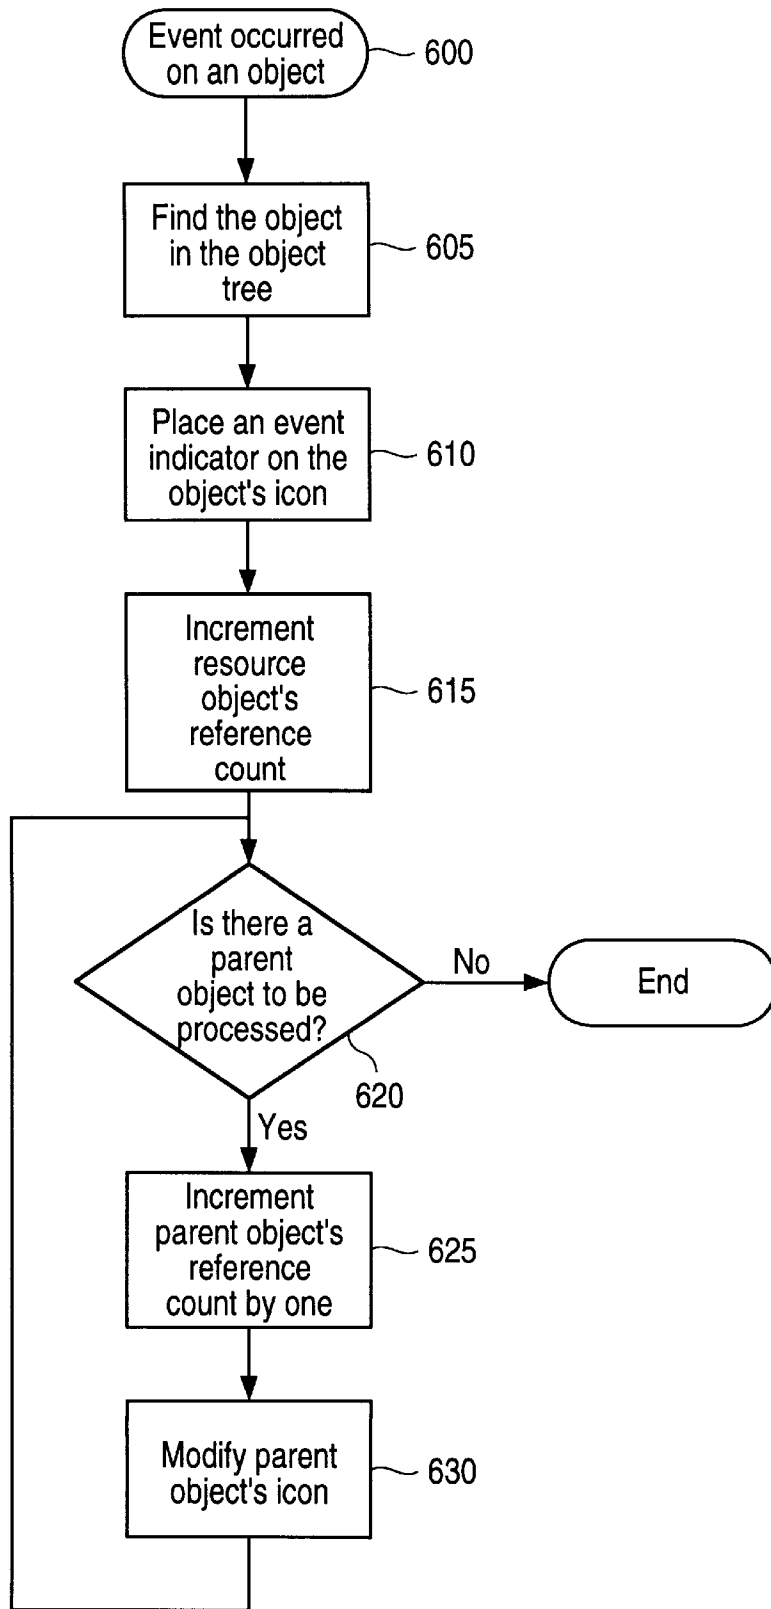 Event occurred
on an object
600
Find the object
in the object
tree
605
Place an event
indicator on the
object's icon
610
Increment
resource
object's
reference
count
615
Is there a
parent
object to be
processed?
No
End
620
Yes
Increment
parent object's
reference
count by one
625
Modify parent
object's icon
630